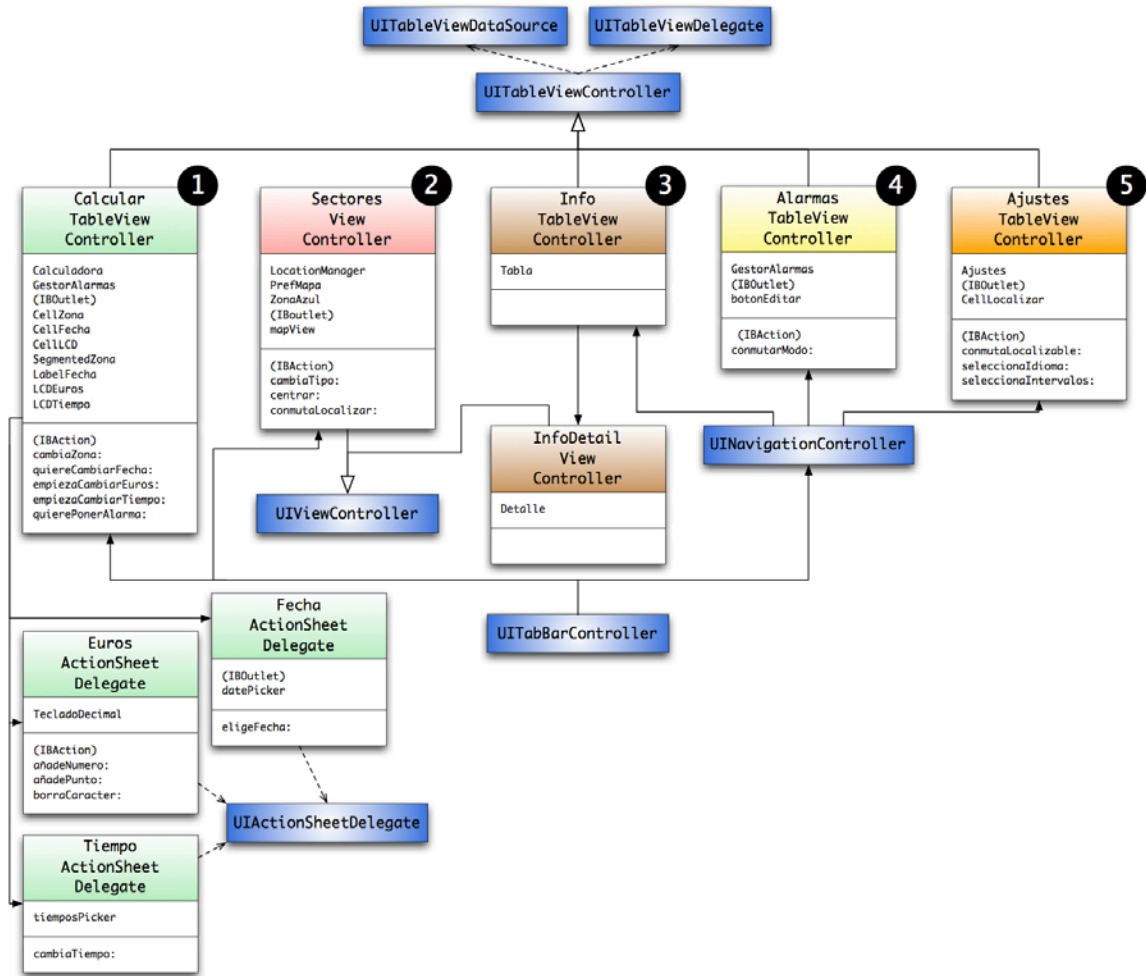 UITableViewDataSource
UITableViewDelegate
UITableViewController
1
Calcular
TableView
Controller
Calculadora
GestorAlarmas
(IBOutlet)
CellZona
CellFecha
CellLCD
SegmentedZona
LabelFecha
LCDEuros
LCDTiempo
(IBAction)
cambiaZona:
quiereCambiarFecha:
empiezaCambiarEuros:
empiezaCambiarTiempo:
quierePonerAlarma:
2
Sectores
View
Controller
LocationManager
PrefMapa
ZonaAzul
(IBoutlet)
mapView
(IBAction)
cambiaTipo:
centrar:
conmutaLocalizar:
3
Info
TableView
Controller
Tabla
4
Alarmas
TableView
Controller
GestorAlarmas
(IBOutlet)
botonEditar
(IBAction)
conmutarModo:
5
Ajustes
TableView
Controller
Ajustes
(IBOutlet)
CellLocalizar
(IBAction)
conmutaLocalizable:
seleccionaIdioma:
seleccionaIntervalos:
UIViewController
InfoDetail
View
Controller
Detalle
UINavigationController
UITabBarController
Fecha
ActionSheet
Delegate
(IBOutlet)
datePicker
eligeFecha:
Euros
ActionSheet
Delegate
TecladoDecimal
(IBAction)
añadeNumero:
añadePunto:
borraCaracter:
UIActionSheetDelegate
Tiempo
ActionSheet
Delegate
tiemposPicker
cambiaTiempo: